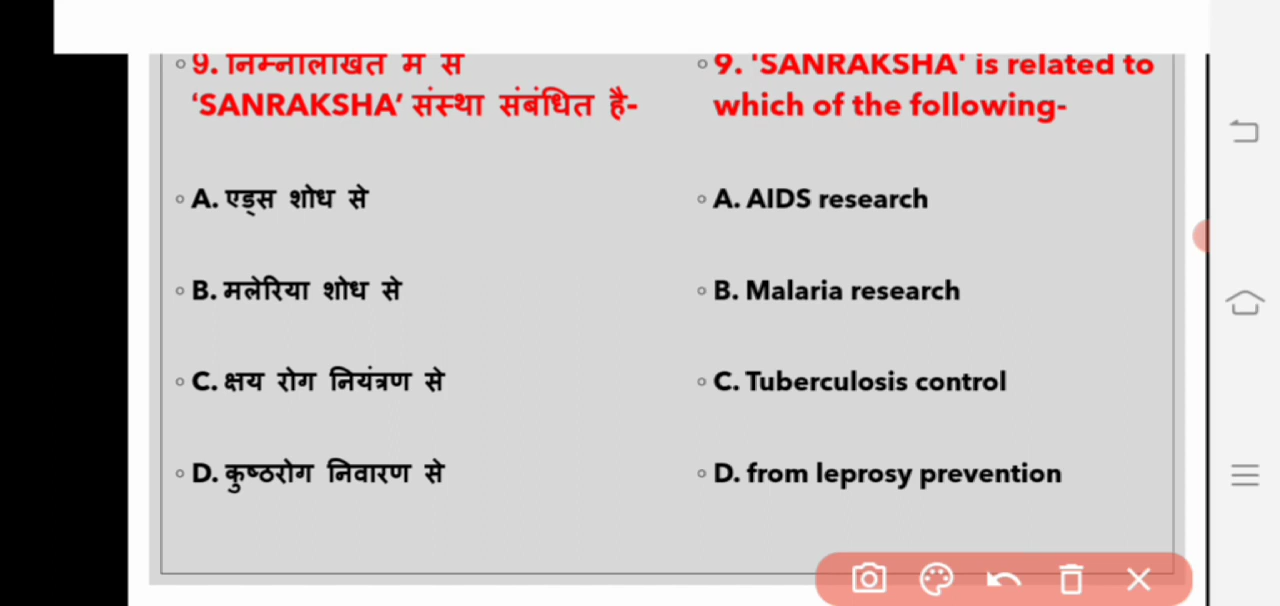 9. निम्नलिखित में से
'SANRAKSHA' संस्था संबंधित है-
A. एड्स शोध से
B. मलेरिया शोध से
C. क्षय रोग नियंत्रण से
D. कुष्ठरोग निवारण से
9. 'SANRAKSHA' is related to
which of the following-
A. AIDS research
B. Malaria research
C. Tuberculosis control
D. from leprosy prevention